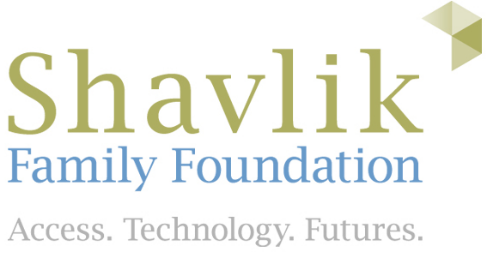 Shavlik
Family Foundation
Access. Technology. Futures.